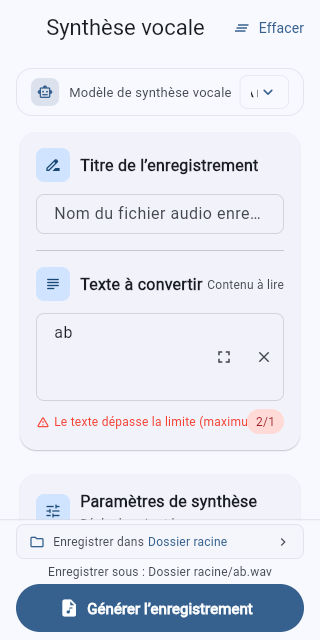 Synthèse vocale
Effacer
Modèle de synthèse vocale
Titre de l’enregistrement
Nom du fichier audio enre…
Texte à convertir Contenu à lire
ab
Le texte dépasse la limite (maximu
2/1
Paramètres de synthèse
Enregistrer dans Dossier racine
Enregistrer sous : Dossier racine/ab.wav
Générer l’enregistrement